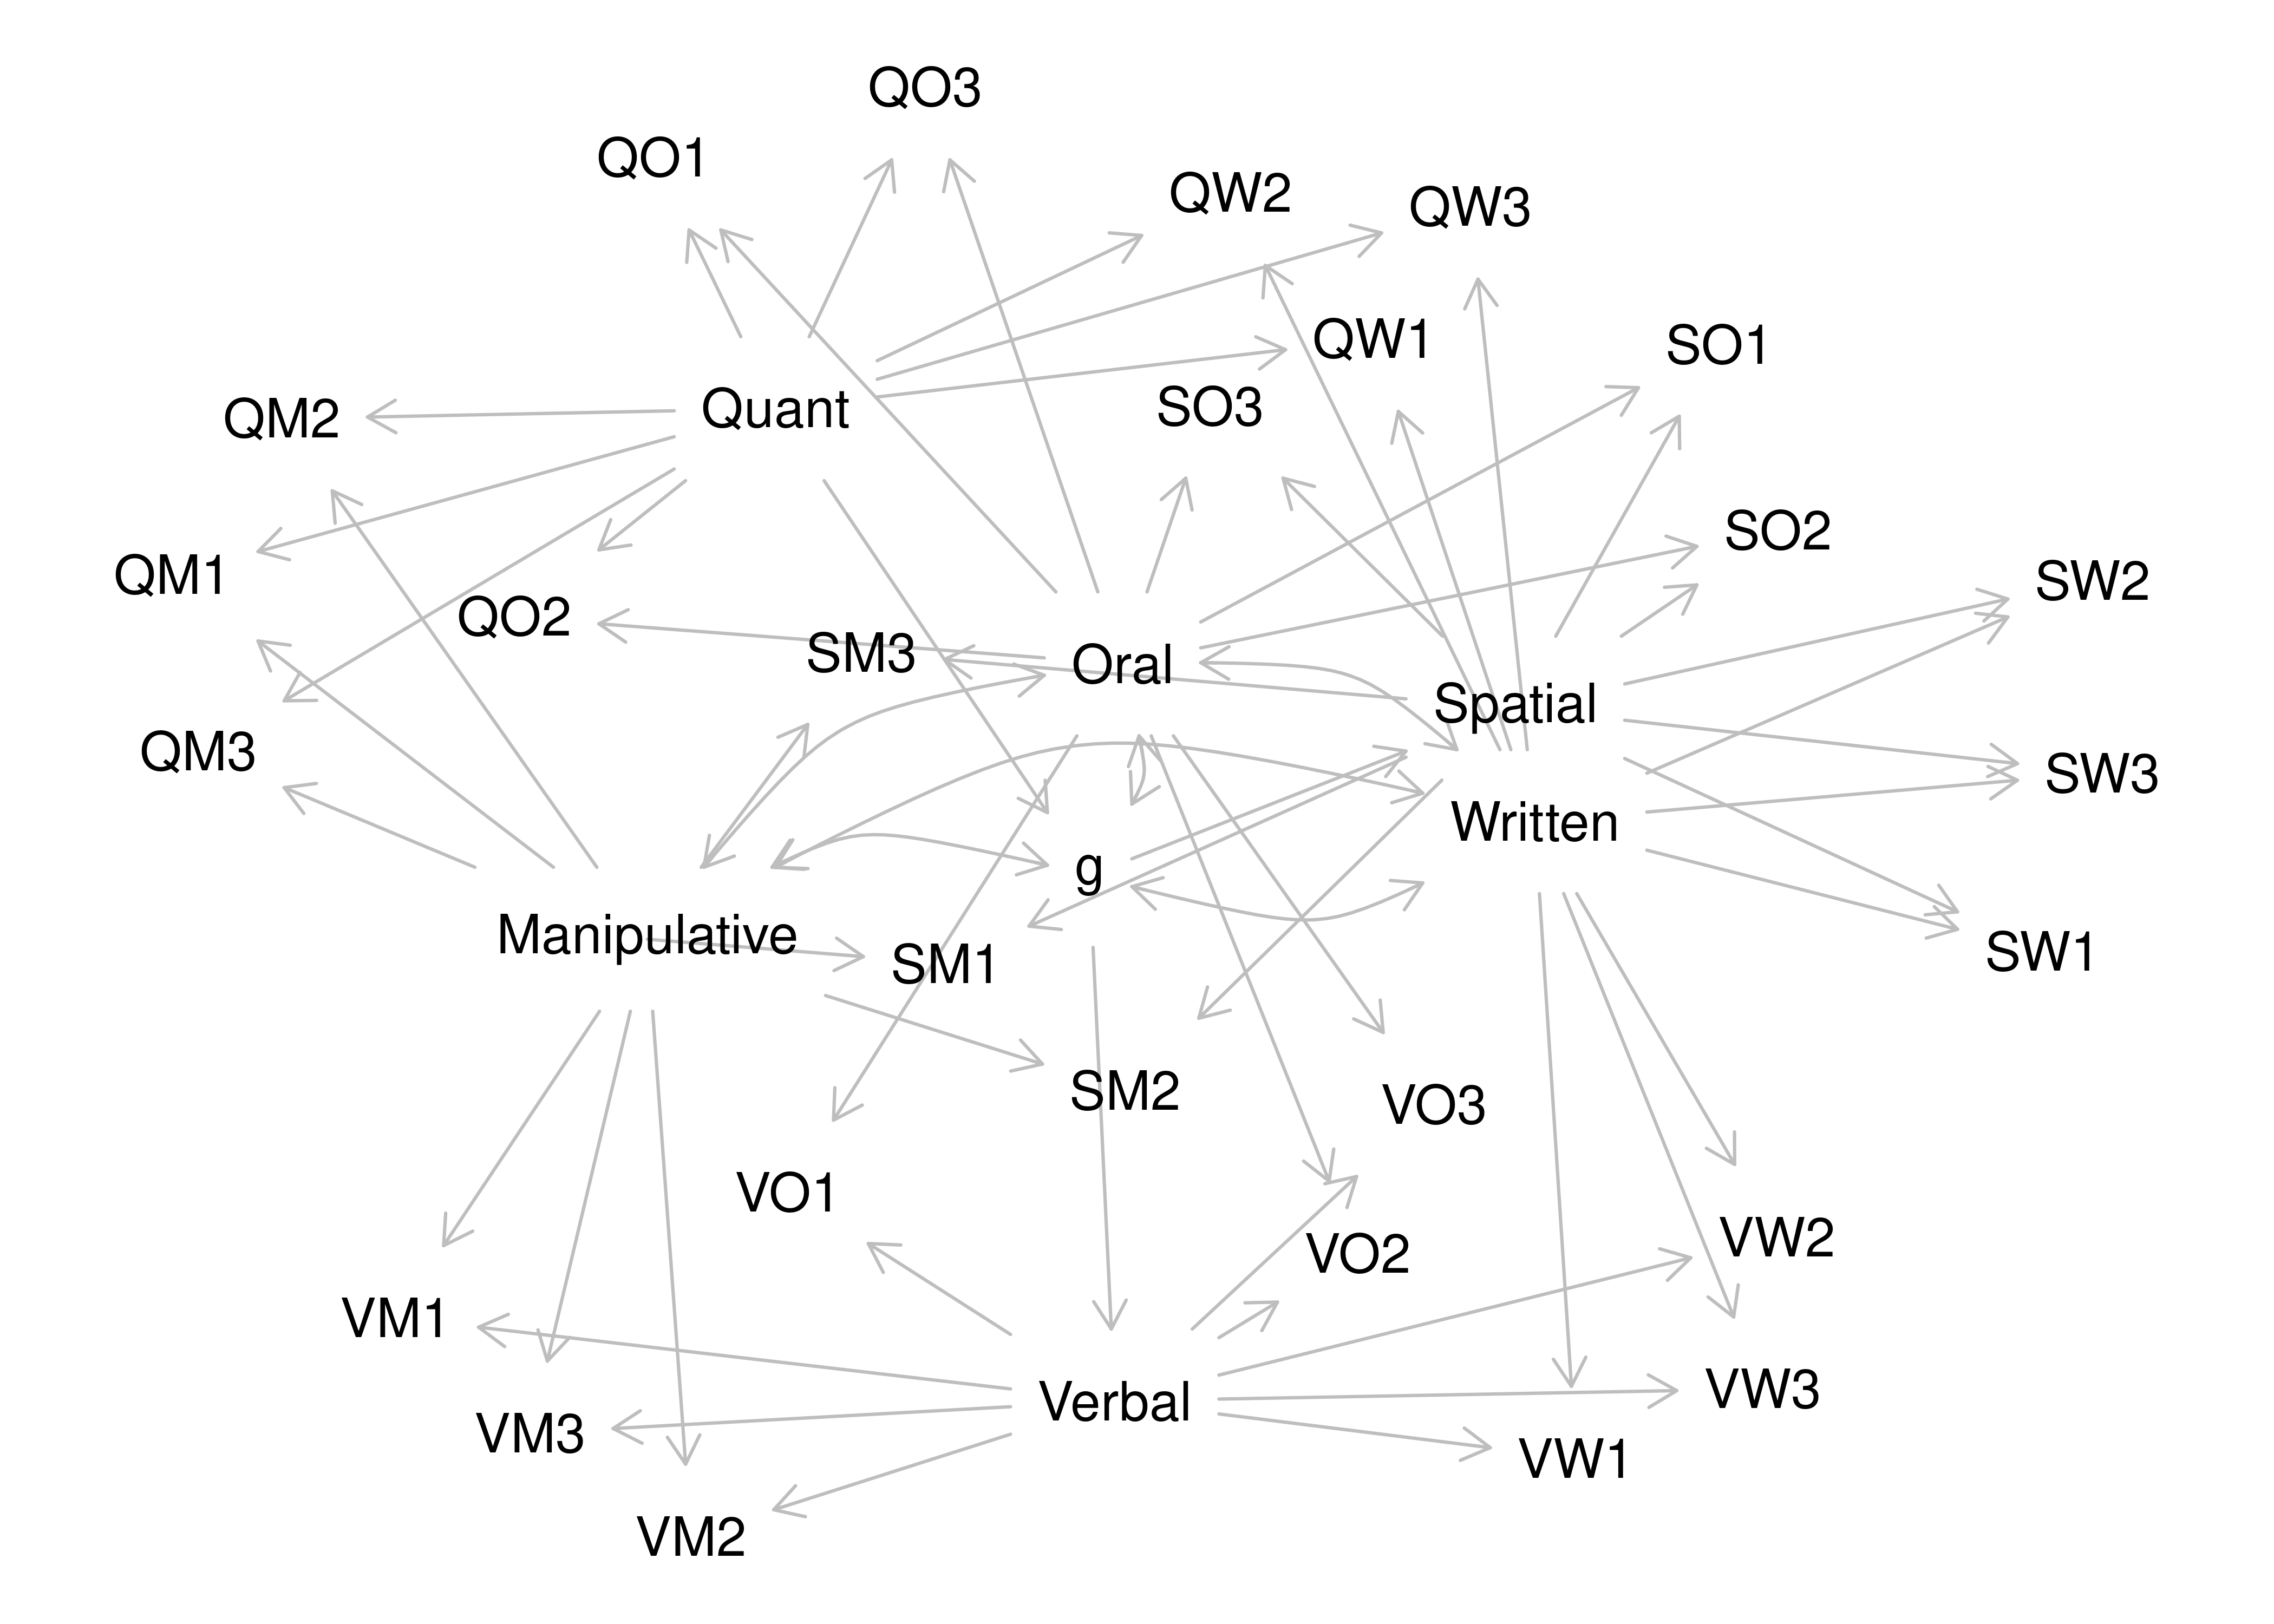 QO3
QO1
QW2
QW3
QW1
SO1
QM2
Quant
SO3
SO2
QM1
SW2
QO2
SM3
Oral
Spatial
QM3
SW3
Written
g
Manipulative
SM1
SW1
SM2
VO3
VO1
VW2
VO2
VM1
VW3
Verbal
VM3
VW1
VM2